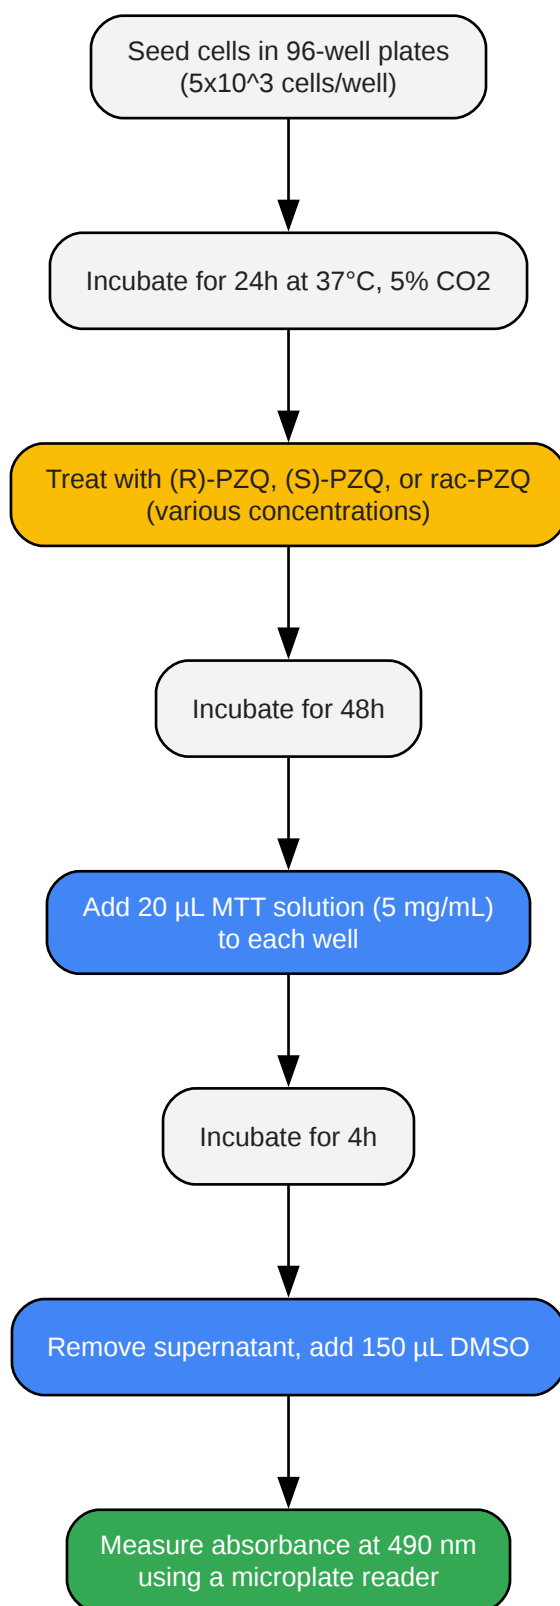 Seed cells in 96-well plates
(5x10^3 cells/well)
Incubate for 24h at 37°C, 5% CO2
Treat with (R)-PZQ, (S)-PZQ, or rac-PZQ
(various concentrations)
Incubate for 48h
Add 20 µL MTT solution (5 mg/mL)
to each well
Incubate for 4h
Remove supernatant, add 150 µL DMSO
Measure absorbance at 490 nm
using a microplate reader